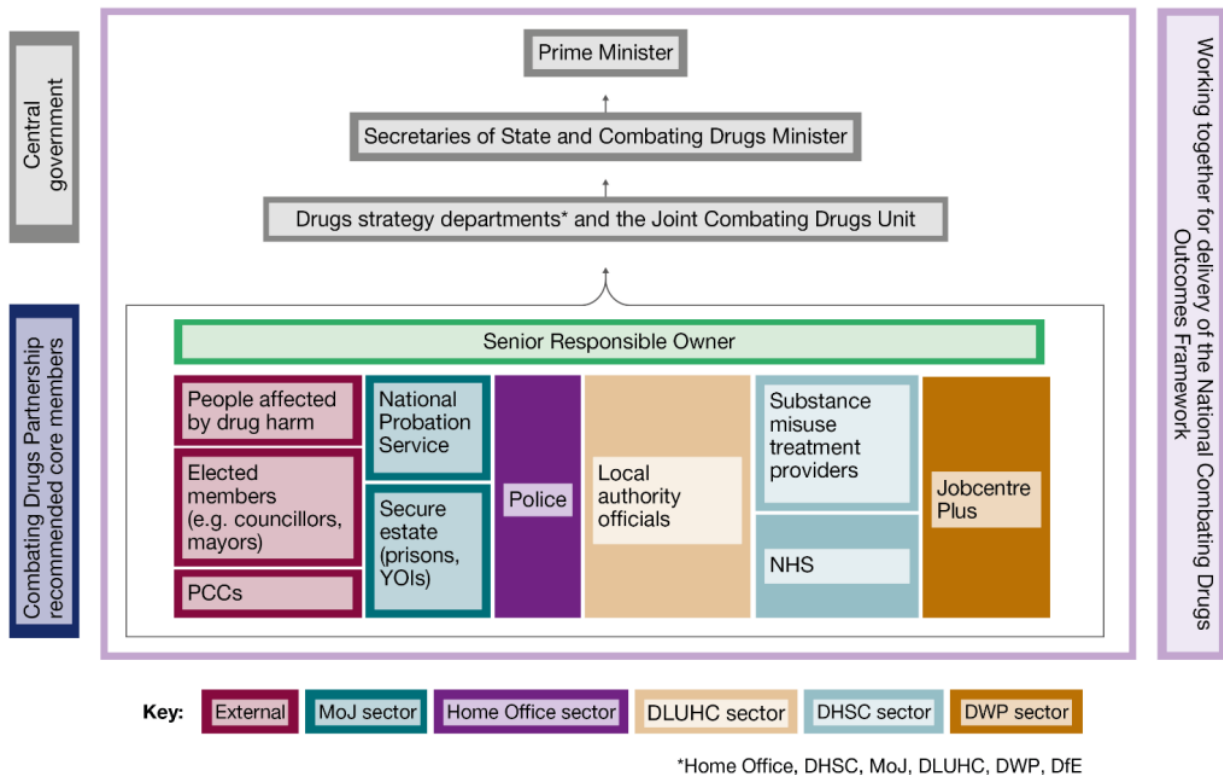 Central
government
Prime Minister
Secretaries of State and Combating Drugs Minister
Drugs strategy departments* and the Joint Combating Drugs Unit
Combating Drugs Partnership
recommended core members
Senior Responsible Owner
People affected
by drug harm
Elected
members
(e.g. councillors,
mayors)
PCCs
National
Probation
Service
Secure
estate
(prisons,
YOIs)
Police
Local
authority
officials
Substance
misuse
treatment
providers
NHS
Jobcentre
Plus
Working together for delivery of the National Combating Drugs
Outcomes Framework
Key:
External
MoJ sector
Home Office sector
DLUHC sector
DHSC sector
DWP sector
*Home Office, DHSC, MoJ, DLUHC, DWP, DfE